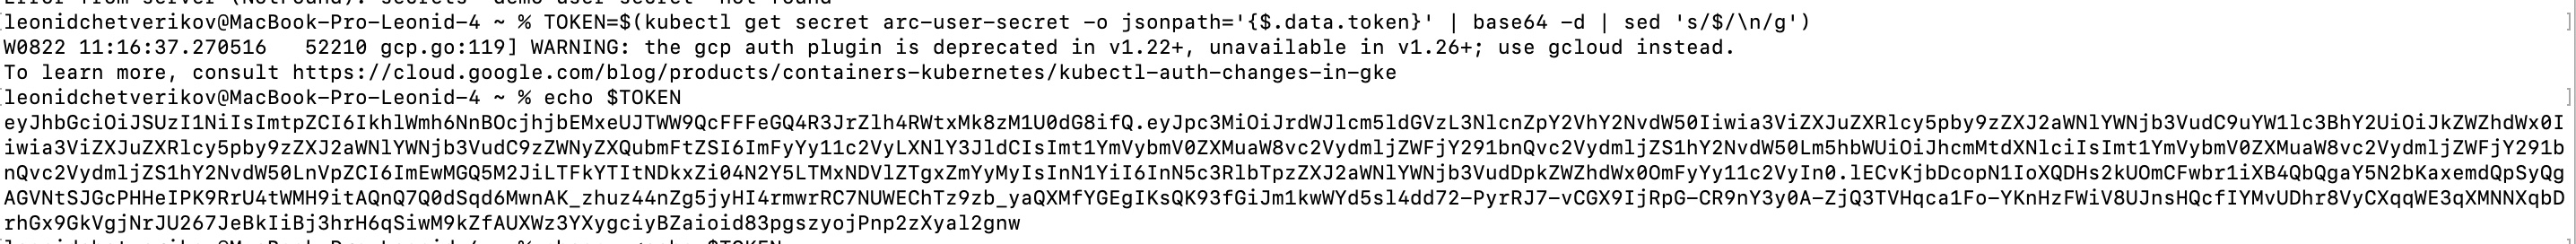 leonidchetverikov@MacBook-Pro-Leonid-4 ~ % TOKEN=$(kubectl get secret arc-user-secret -o jsonpath='{$.data.token}' | base64 -d | sed 's/$/\n/g')
W0822 11:16:37.270516   52210 gcp.go:119] WARNING: the gcp auth plugin is deprecated in v1.22+, unavailable in v1.26+; use gcloud instead.
To learn more, consult https://cloud.google.com/blog/products/containers-kubernetes/kubectl-auth-changes-in-gke
leonidchetverikov@MacBook-Pro-Leonid-4 ~ % echo $TOKEN
eyJhbGciOiJSUzI1NiIsImtpZCI6IkhlWmh6NnBOcjhjbEMxeUJTWW9QcFFFeGQ4R3JrZlh4RWtxMk8zM1U0dG8ifQ.eyJpc3MiOiJrdWJlcm5ldGVzL3NlcnZpY2VhY2NvdW50Iiwia3ViZXJuZXRlcy5pby9zZXJ2aWNlYWNjb3VudC9uYW1lc3BhY2UiOiJkZWZhdWx0I
iwia3ViZXJuZXRlcy5pby9zZXJ2aWNlYWNjb3VudC9zZWNyZXQubmFtZSI6ImFyYy11c2VyLXNlY3JldCIsImt1YmVybmV0ZXMuaW8vc2VydmljZWFjY291bnQvc2VydmljZS1hY2NvdW50Lm5hbWUiOiJhcmMtdXNlciIsImt1YmVybmV0ZXMuaW8vc2VydmljZWFjY291b
nQvc2VydmljZS1hY2NvdW50LnVpZCI6ImEwMGQ5M2JiLTFkYTItNDkxZi04N2Y5LTMxNDVlZTgxZmYyMyIsInN1YiI6InN5c3RlbTpzZXJ2aWNlYWNjb3VudDpkZWZhdWx0OmFyYy11c2VyIn0.lECvKjbDcopN1IoXQDHs2kUOmCFwbr1iXB4QbQgaY5N2bKaxemdQpSyQg
AGVNtSJGcPHHeIPK9RrU4tWMH9itAQnQ7Q0dSqd6MwnAK_zhuz44nZg5jyHI4rmwrRC7NUWEChTz9zb_yaQXMfYGEgIKsQK93fGiJm1kwWYd5sl4dd72-PyrRJ7-vCGX9IjRpG-CR9nY3y0A-ZjQ3TVHqca1Fo-YKnHzFWiV8UJnsHQcfIYMvUDhr8VyCXqqWE3qXMNNXqbD
rhGx9GkVgjNrJU267JeBkIiBj3hrH6qSiwM9kZfAUXWz3YXygciyBZaioid83pgszyojPnp2zXyal2gnw